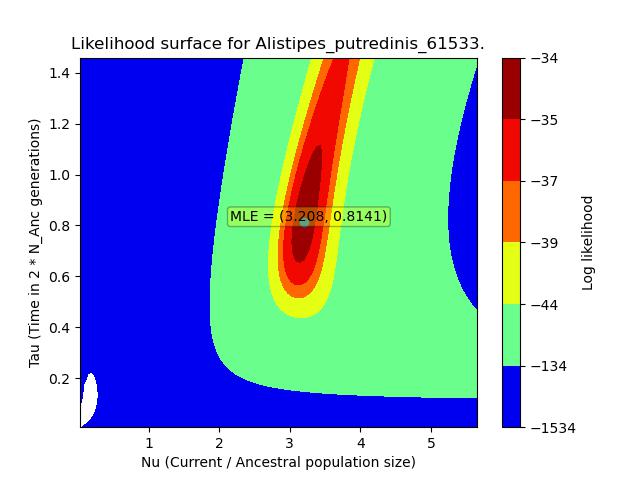 Likelihood surface for Alistipes_putredinis_61533.
1.4
1.2
1.0
0.8
0.6
0.4
0.2
Tau (Time in 2 * N_Anc generations)
MLE = (3.208, 0.8141)
1 2 3 4 5
Nu (Current / Ancestral population size)
−34
−35
−37
−39
−44
−134
−1534
Log likelihood